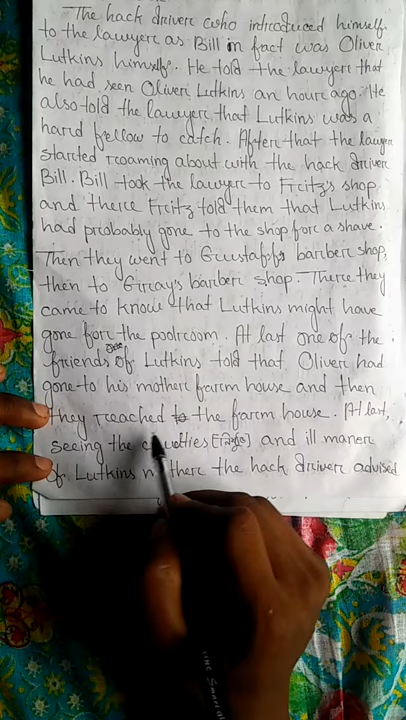 The hack driver who introduced himself
to the lawyer as Bill in fact was Oliver
Lutkins himself. He told the lawyer that
he had seen Oliver Lutkins an hour ago. He
also told the lawyer that Lutkins was a
hard fellow to catch. After that the lawyer
started roaming about with the hack driver
Bill. Bill took the lawyer to Fritz's shop
and there Fritz told them that Lutkins
had probably gone to the shop for a shave.
Then they went to Gustaff's barber shop,
then to Gray's barber shop. There they
came to know that Lutkins might have
gone for the poolroom. At last one of the
friends of Lutkins told that Oliver had
gone to his mother farm house and then
they reached to the farm house. At last,
seeing the and ill maner
of Lutkins the hack driver advised